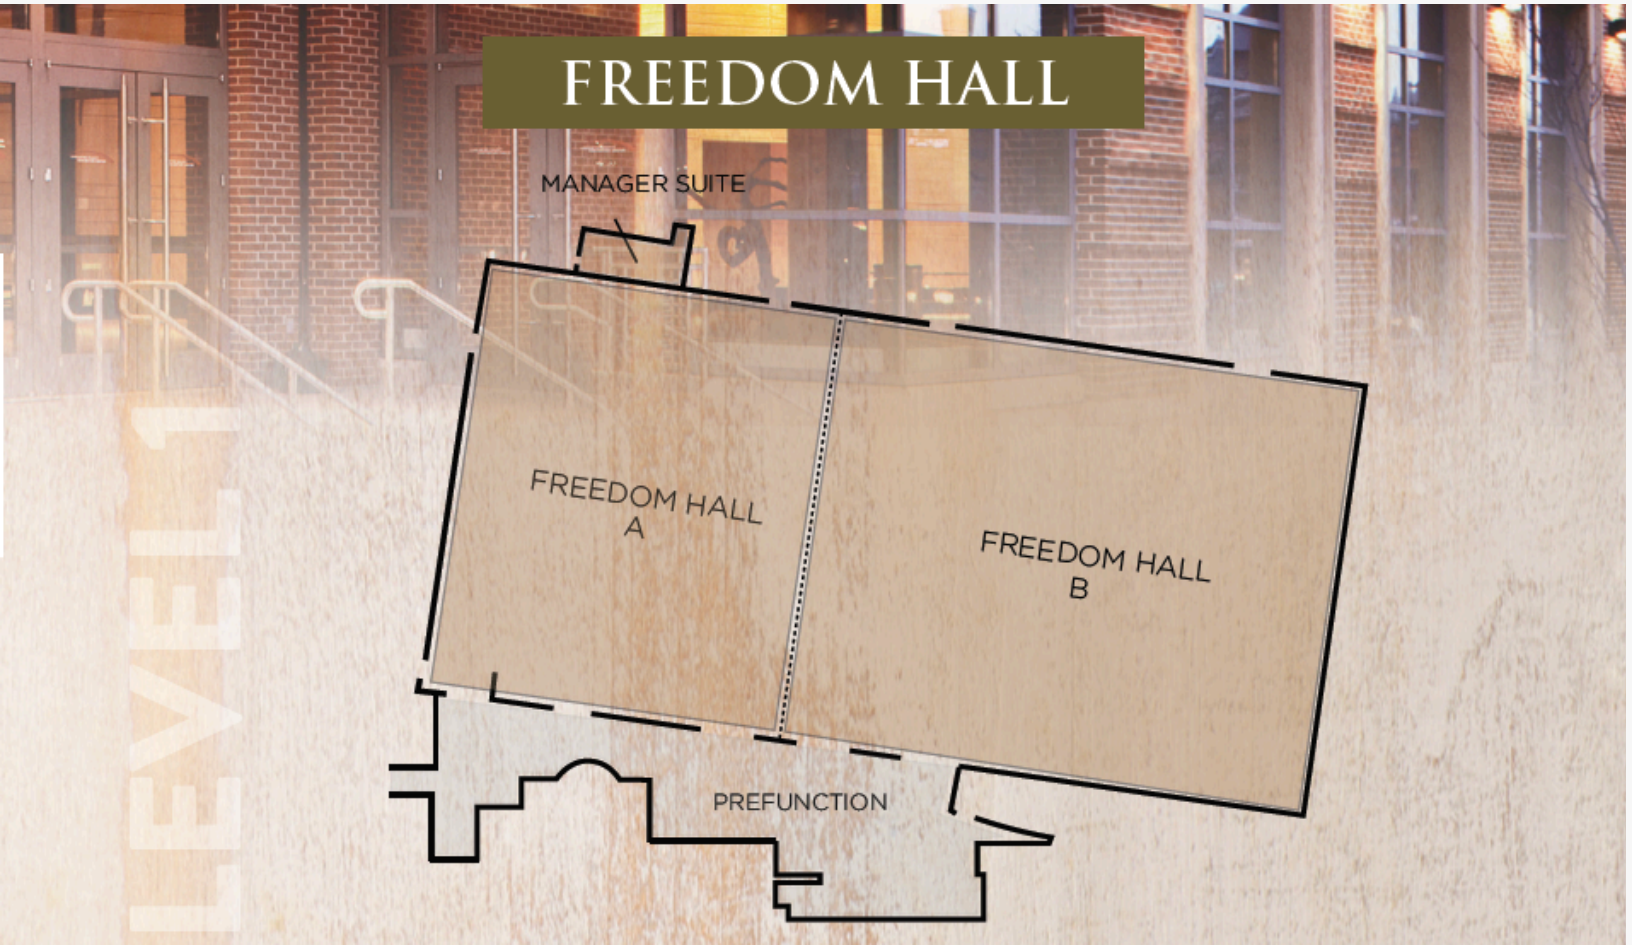 FREEDOM HALL
MANAGER SUITE
FREEDOM HALL
A
FREEDOM HALL
B
PREFUNCTION
LEVEL 1